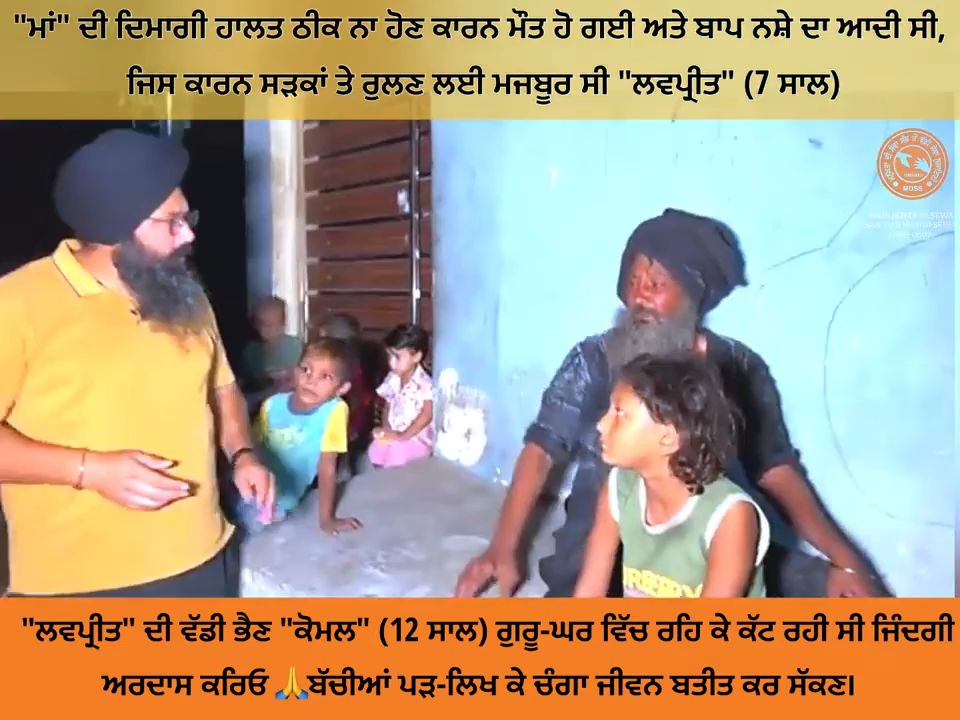 "ਮਾਂ" ਦੀ ਦਿਮਾਗੀ ਹਾਲਤ ਠੀਕ ਨਾ ਹੋਣ ਕਾਰਨ ਮੌਤ ਹੋ ਗਈ ਅਤੇ ਬਾਪ ਨਸ਼ੇ ਦਾ ਆਦੀ ਸੀ,
ਜਿਸ ਕਾਰਨ ਸੜਕਾਂ ਤੇ ਰੁਲਣ ਲਈ ਮਜਬੂਰ ਸੀ "ਲਵਪ੍ਰੀਤ" (7 ਸਾਲ)
MDSS
"ਲਵਪ੍ਰੀਤ" ਦੀ ਵੱਡੀ ਭੈਣ "ਕੋਮਲ" (12 ਸਾਲ) ਗੁਰੂ-ਘਰ ਵਿੱਚ ਰਹਿ ਕੇ ਕੱਟ ਰਹੀ ਸੀ ਜਿੰਦਗੀ
ਅਰਦਾਸ ਕਰਿਓ 🙏ਬੱਚੀਆਂ ਪੜ-ਲਿਖ ਕੇ ਚੰਗਾ ਜੀਵਨ ਬਤੀਤ ਕਰ ਸੱਕਣ।